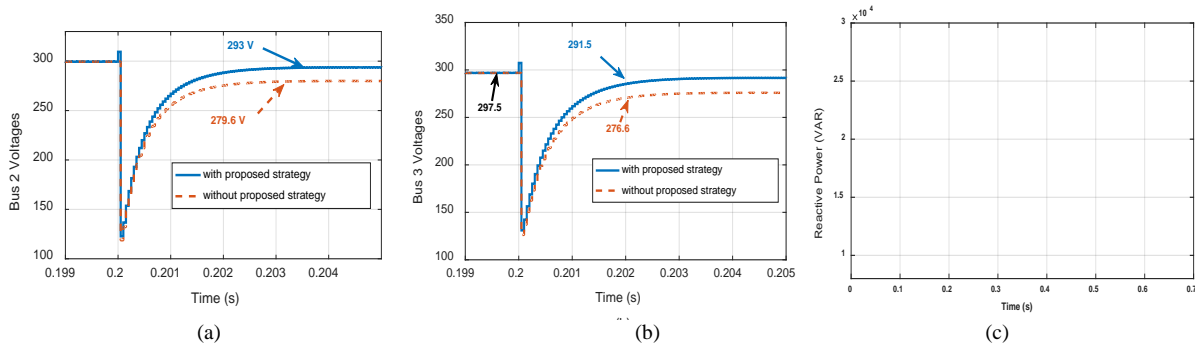 350
300
250
200
150
100
0.199
0.2
0.201
0.202
0.203
0.204
Bus 2 Voltages
Time (s)
293 V
279.6 V
with proposed strategy
without proposed strategy
(a)
350
300
250
200
150
100
0.199
0.2
0.201
0.202
0.203
0.204
0.205
Bus 3 Voltages
Time (s)
291.5
297.5
276.6
with proposed strategy
without proposed strategy
(b)
×10⁴
3
2.5
2
1.5
1
0
0.1
0.2
0.3
0.4
0.5
0.6
0.7
Reactive Power (VAR)
Time (s)
(c)